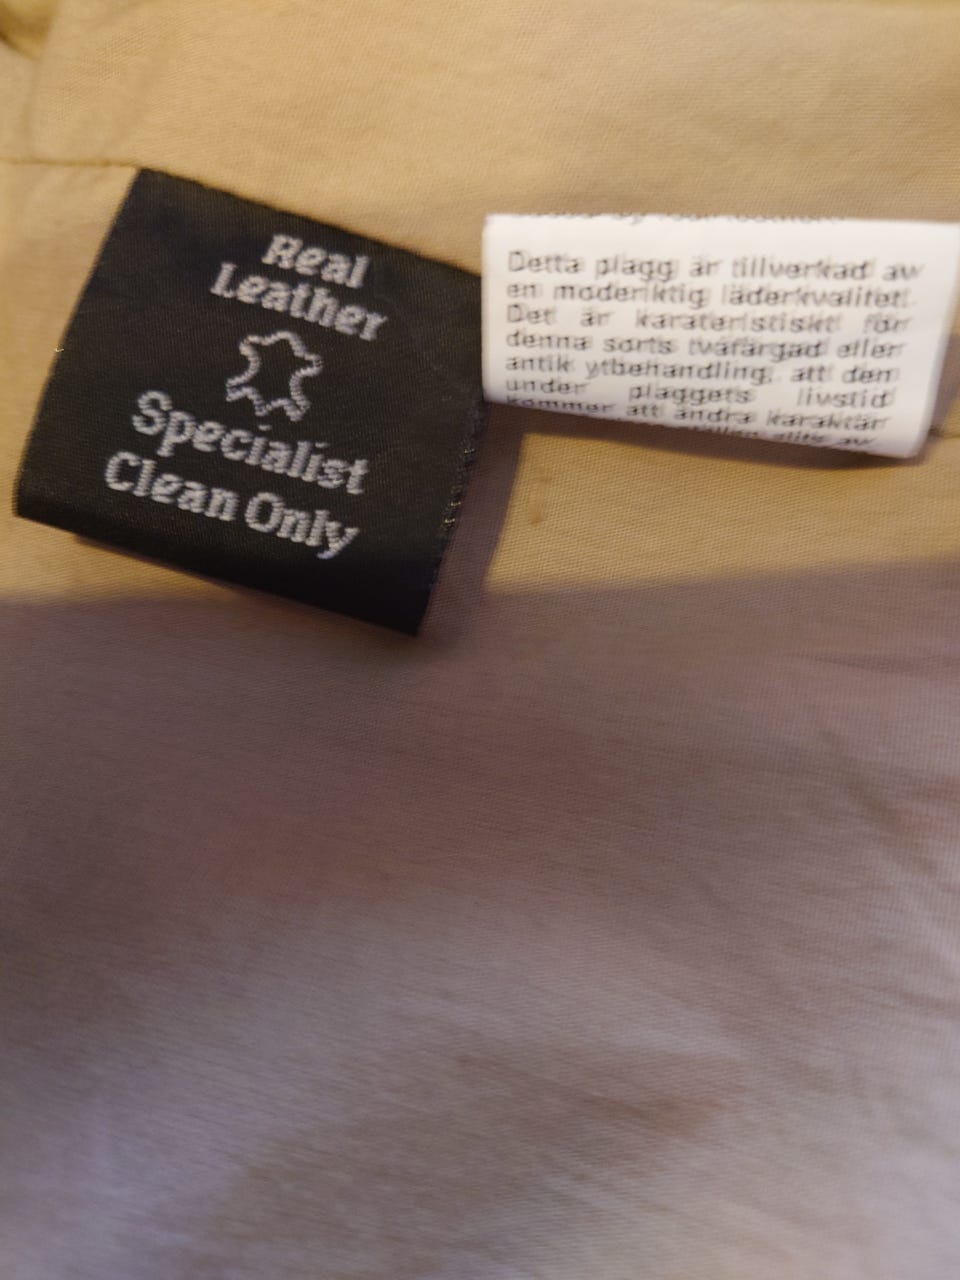 Real
Leather
Specialist
Clean Only
Detta plagg är tillverkad av
en moderiktig läderkvalitet.
Det är karateristiskt för
denna sorts tvåfärgad eller
antik ytbehandling, att den
under plaggets livstid
kommer att ändra karaktär